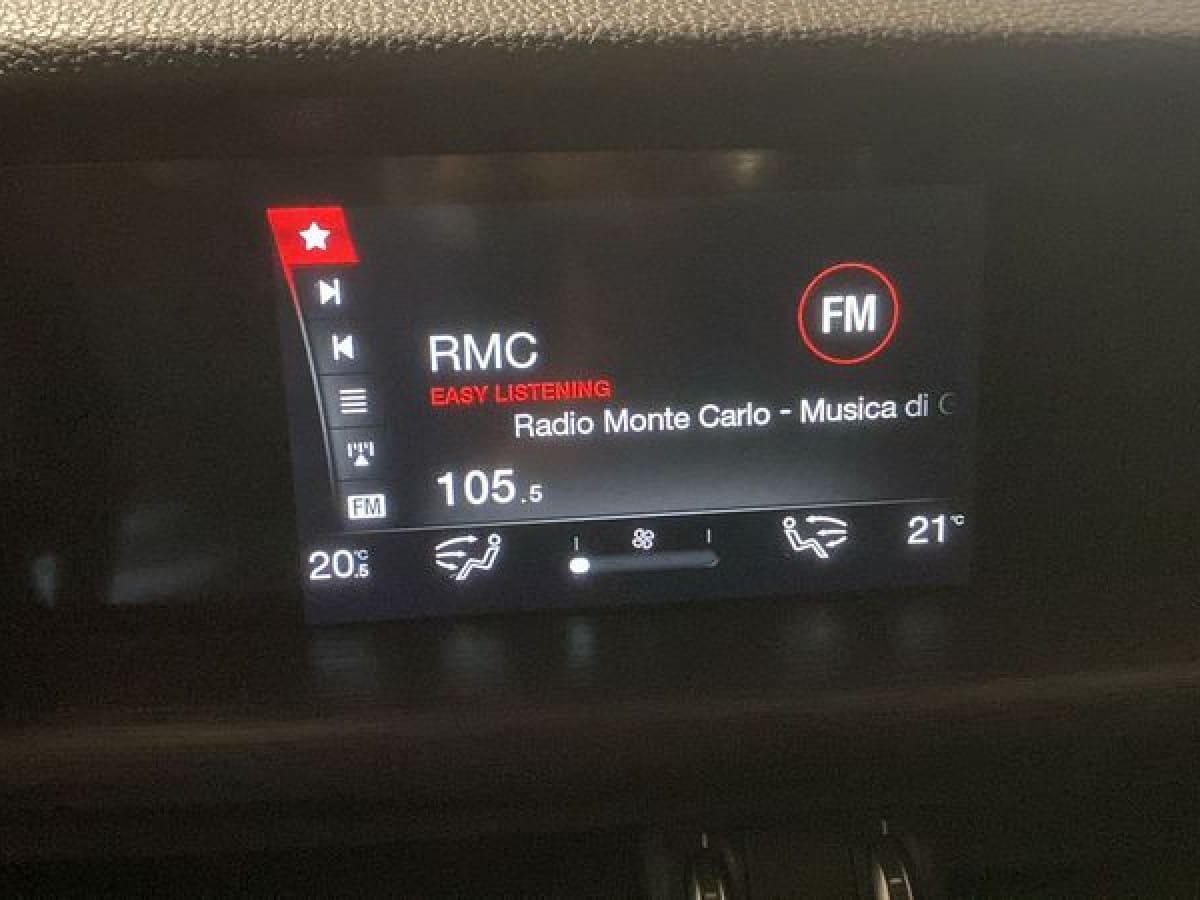 FM
RMC
EASY LISTENING
Radio Monte Carlo - Musica di
105.5
FM
20.5°C
21°C